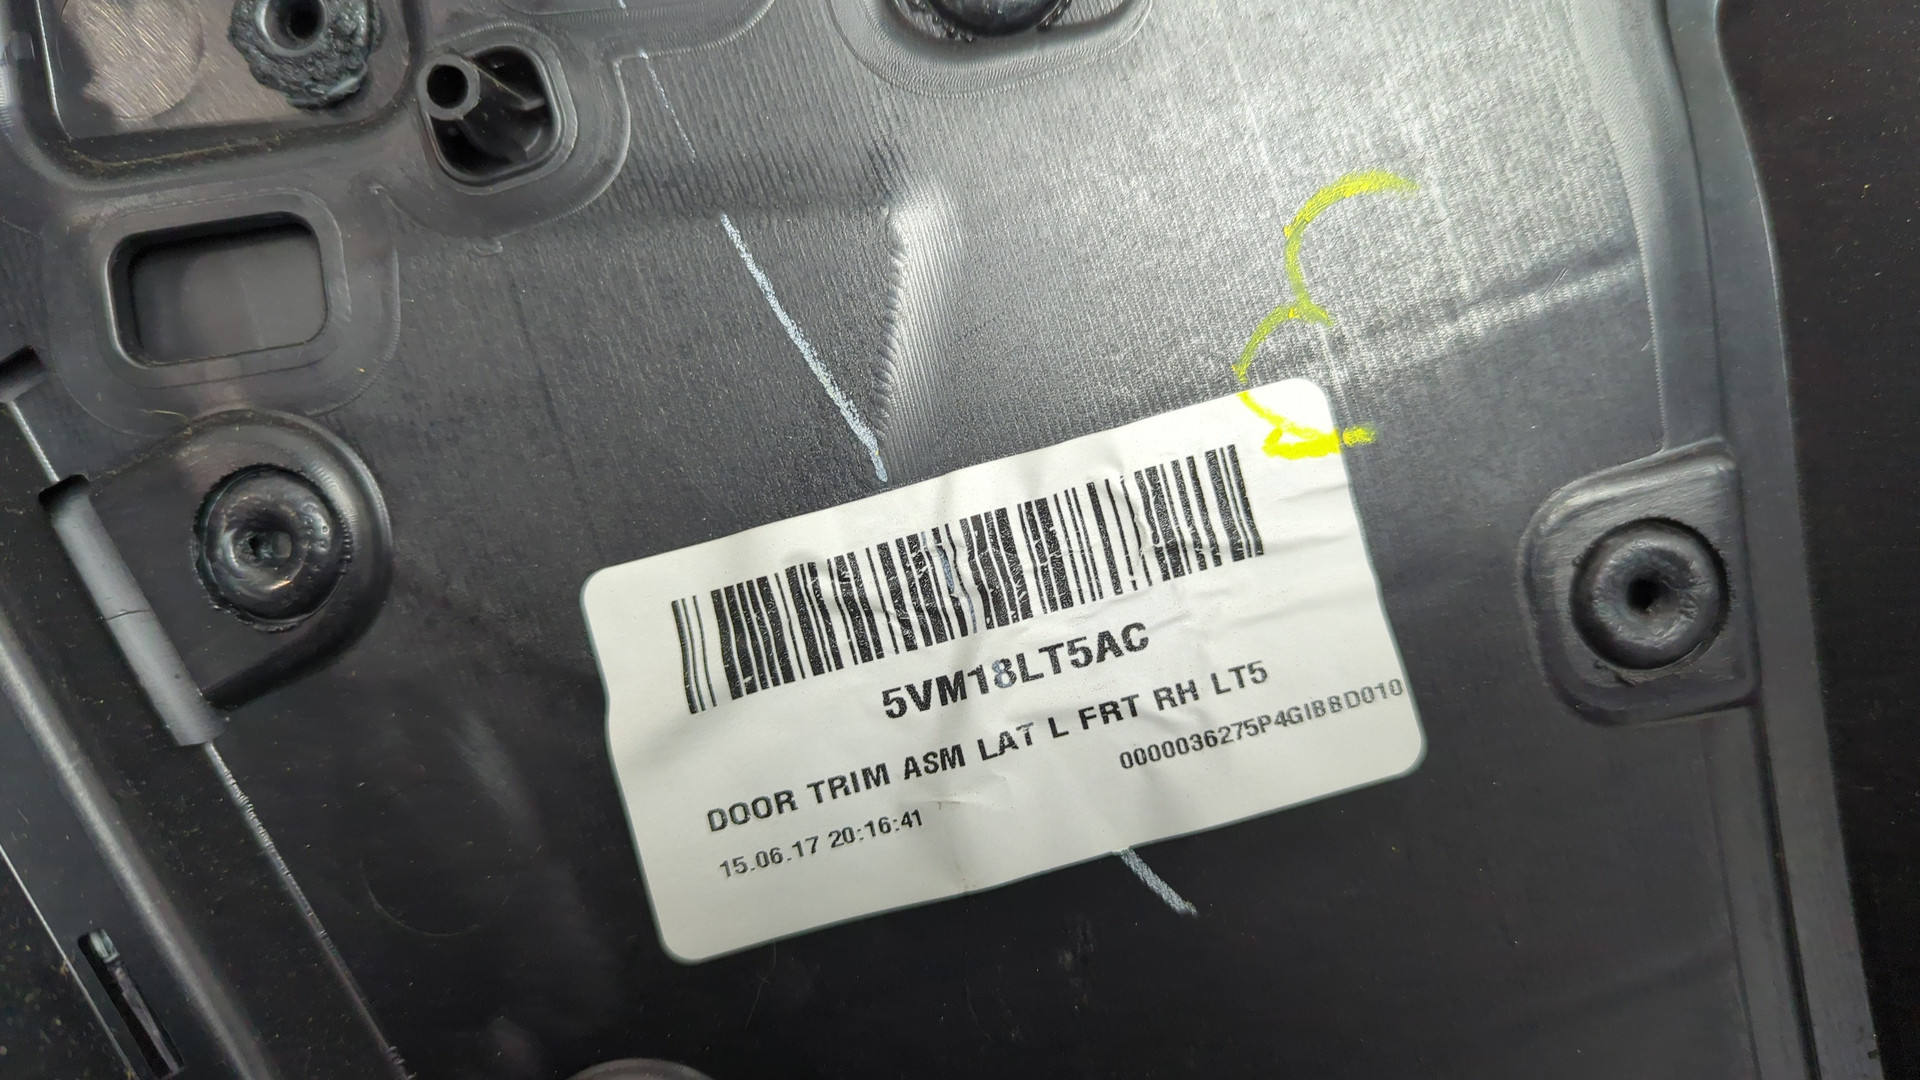 5VM18LT5AC
DOOR TRIM ASM LAT L FRT RH LT5
0000036275P4GIBBD010
15.06.17 20:16:41